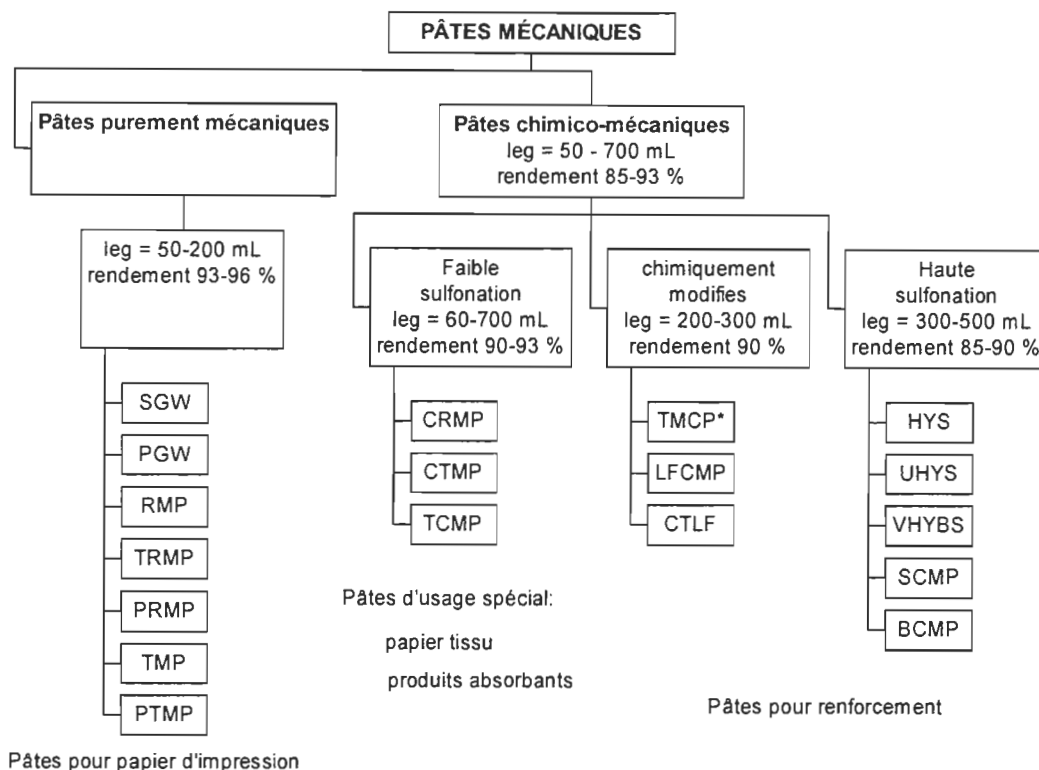 PÂTES MÉCANIQUES
Pâtes purement mécaniques
leg = 50-200 mL
rendement 93-96 %
SGW
PGW
RMP
TRMP
PRMP
TMP
PTMP
Pâtes pour papier d'impression
Pâtes chimico-mécaniques
leg = 50 - 700 mL
rendement 85-93 %
Faible
sulfonation
leg = 60-700 mL
rendement 90-93 %
CRMP
CTMP
TCMP
Pâtes d'usage spécial:
papier tissu
produits absorbants
chimiquement
modifies
leg = 200-300 mL
rendement 90 %
TMCP*
LFCMP
CTLF
Haute
sulfonation
leg = 300-500 mL
rendement 85-90 %
HYS
UHYS
VHYBS
SCMP
BCMP
Pâtes pour renforcement